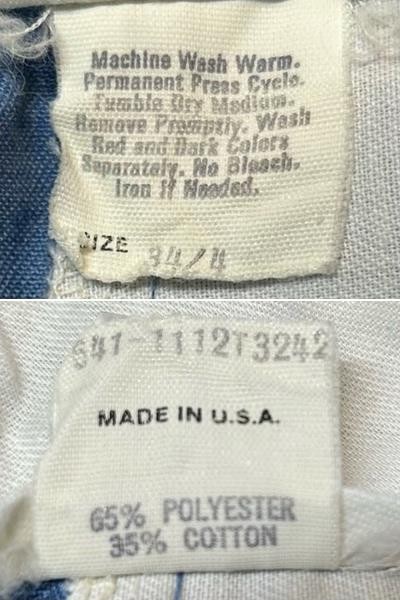 Machine Wash Warm.
Permanent Press Cycle.
Tumble Dry Medium.
Remove Promptly. Wash
Red and Dark Colors
Separately. No Bleach.
Iron If Needed.
SIZE 34/4
641-1112T3242
MADE IN U.S.A.
65% POLYESTER
35% COTTON